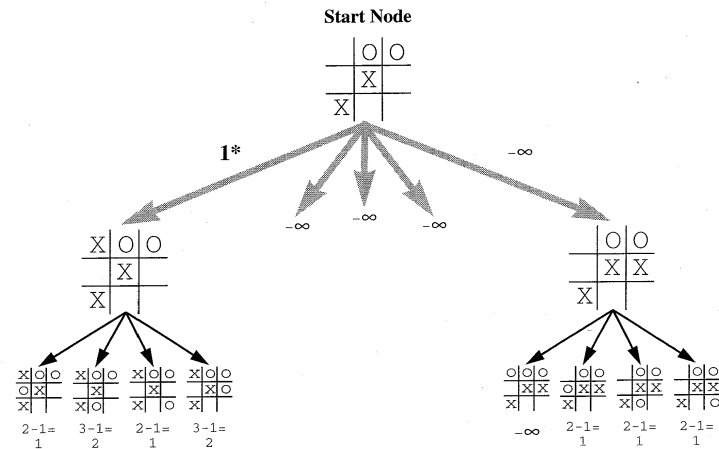 Start Node
O O
X
X
1*
-∞
-∞ -∞ -∞
X O O
X
X
O O
X X
X
X O O X O O X O O X O O O O O O O O O O O
O X X X X O X X O X X X X X X
X X O X O X X X X O X O
2-1= 3-1= 2-1= 3-1= -∞ 2-1= 2-1= 2-1=
1 2 1 2 1 1 1